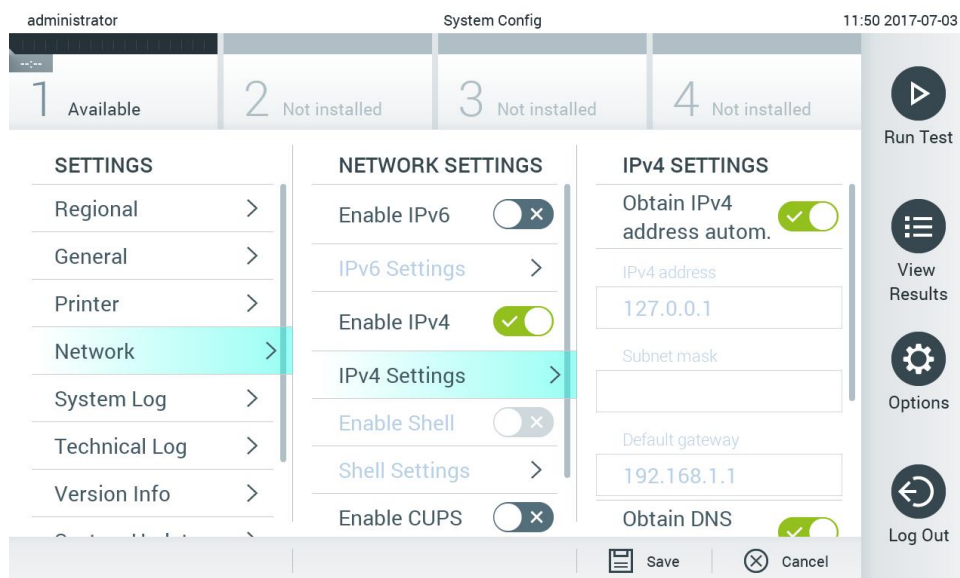 administrator
System Config
11:50 2017-07-03
--:--
1 Available
2 Not installed
3 Not installed
4 Not installed
Run Test
SETTINGS
Regional
General
Printer
Network
System Log
Technical Log
Version Info
NETWORK SETTINGS
Enable IPv6
IPv6 Settings
Enable IPv4
IPv4 Settings
Enable Shell
Shell Settings
Enable CUPS
IPv4 SETTINGS
Obtain IPv4
address autom.
IPv4 address
127.0.0.1
Subnet mask
Default gateway
192.168.1.1
Obtain DNS
View
Results
Options
Log Out
Save
Cancel